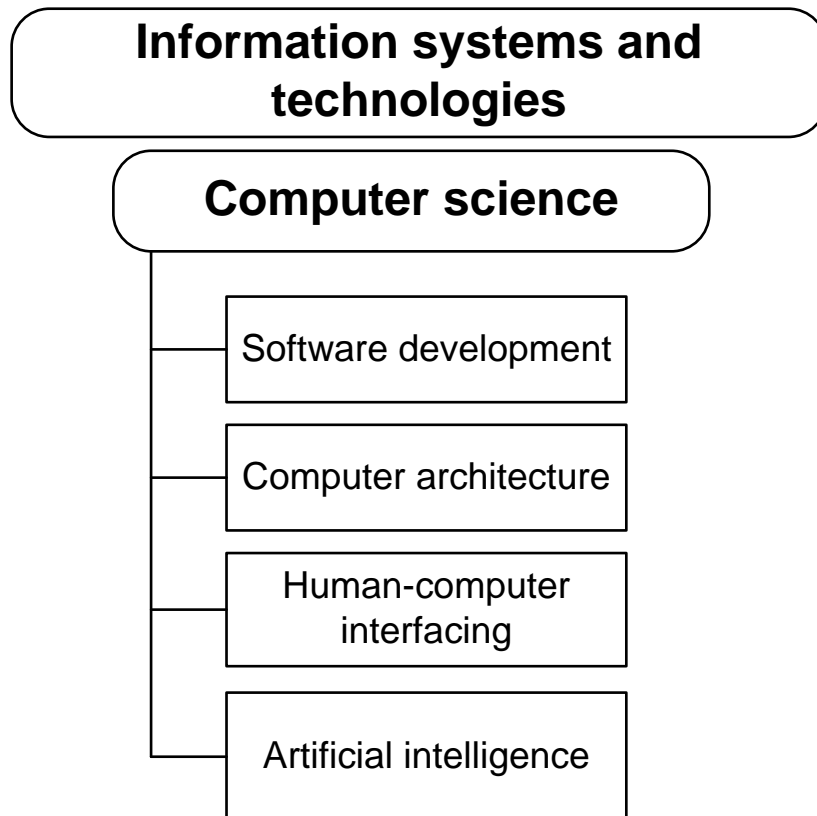 Information systems and
technologies
Computer science
Software development
Computer architecture
Human-computer
interfacing
Artificial intelligence